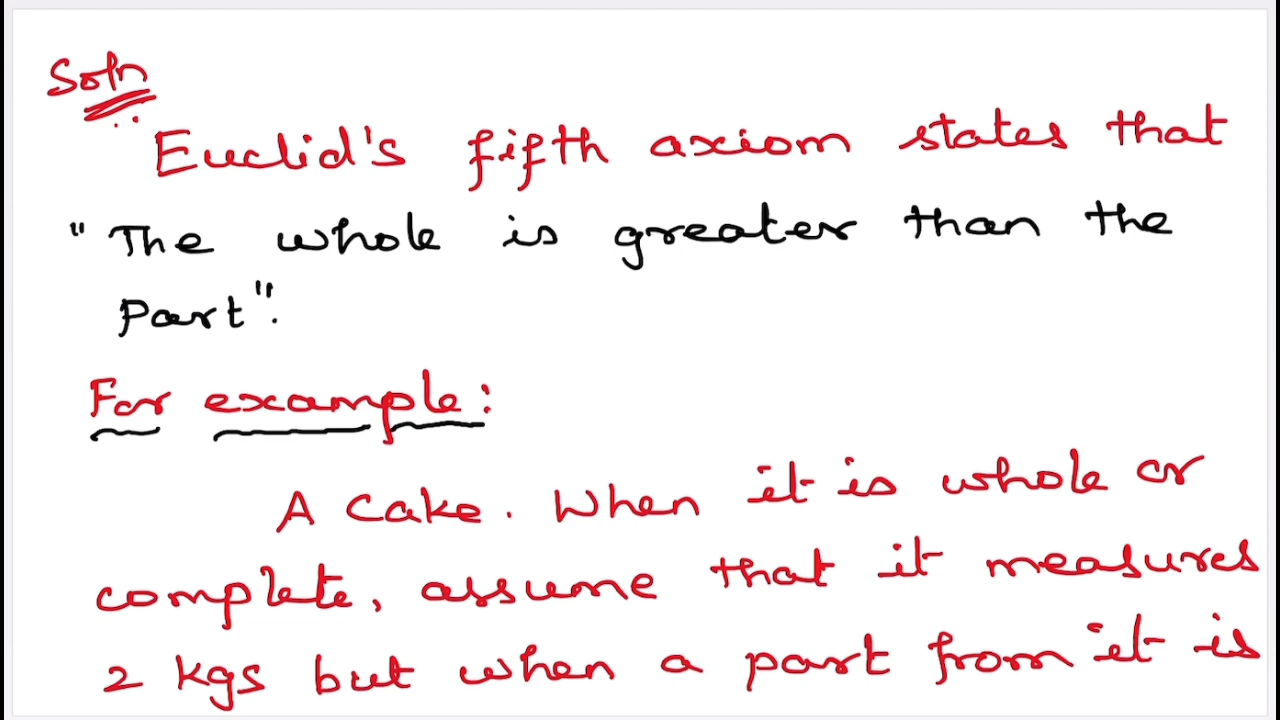 Soln
Euclid's fifth axiom states that
" The whole is greater than the
Part".
For example:
A cake. When it is whole or
complete, assume that it measures
2 kgs but when a part from it is